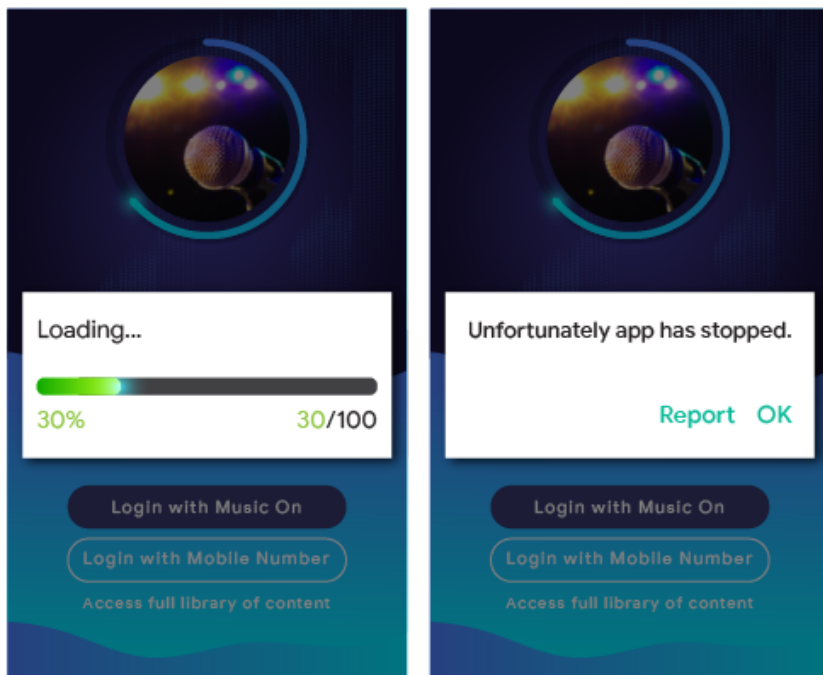 Loading...
30% 30/100
Login with Music On
Login with Mobile Number
Access full library of content
Unfortunately app has stopped.
Report OK
Login with Music On
Login with Mobile Number
Access full library of content